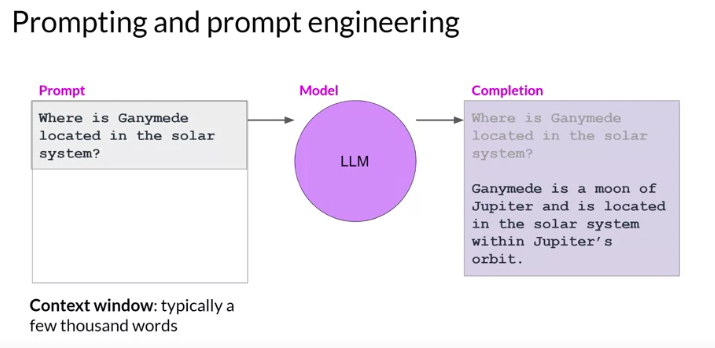 Prompting and prompt engineering
Prompt
Where is Ganymede
located in the solar
system?
Context window: typically a
few thousand words
Model
LLM
Completion
Where is Ganymede
located in the solar
system?
Ganymede is a moon of
Jupiter and is located
in the solar system
within Jupiter's
orbit.